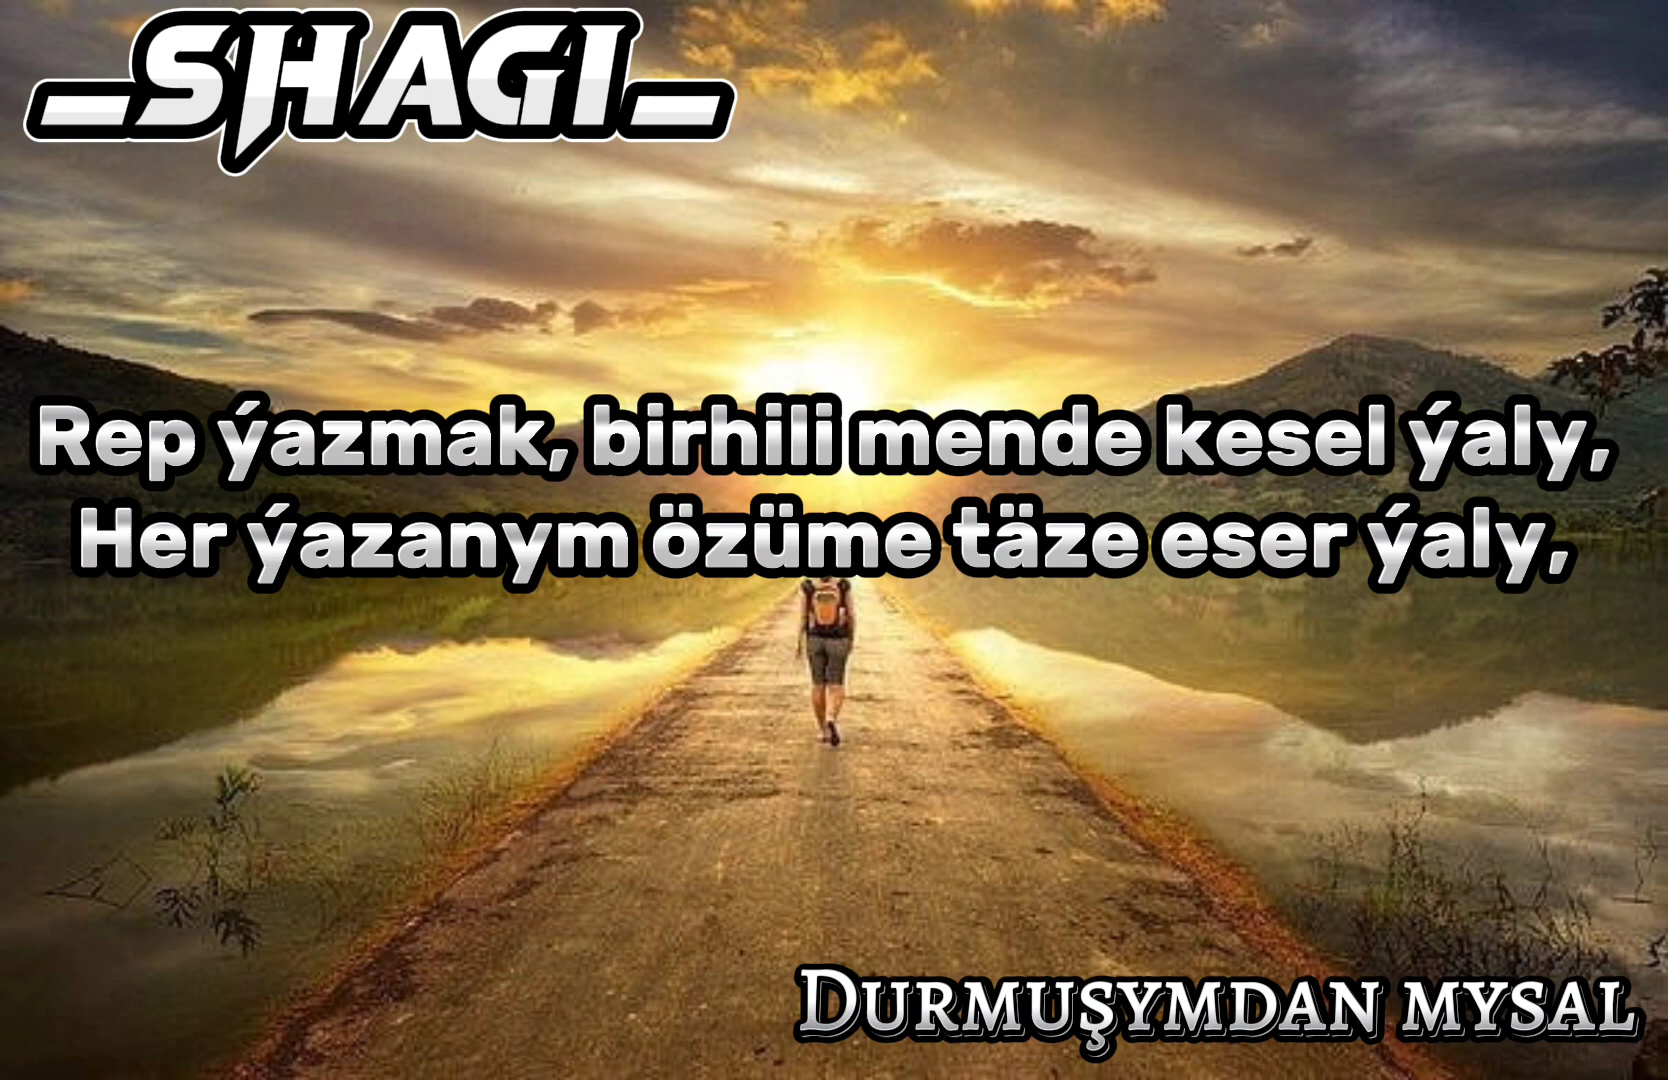 _SHAGI_
Rep ýazmak, birhili mende kesel ýaly,
Her ýazanym özüme täze eser ýaly,
Durmuşymdan mysal